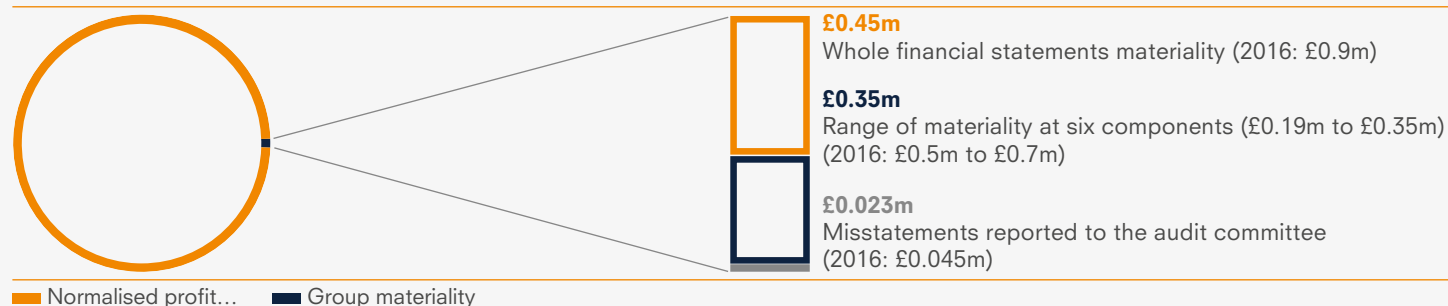 £0.45m
Whole financial statements materiality (2016: £0.9m)
£0.35m
Range of materiality at six components (£0.19m to £0.35m)
(2016: £0.5m to £0.7m)
£0.023m
Misstatements reported to the audit committee
(2016: £0.045m)
Normalised profit... Group materiality